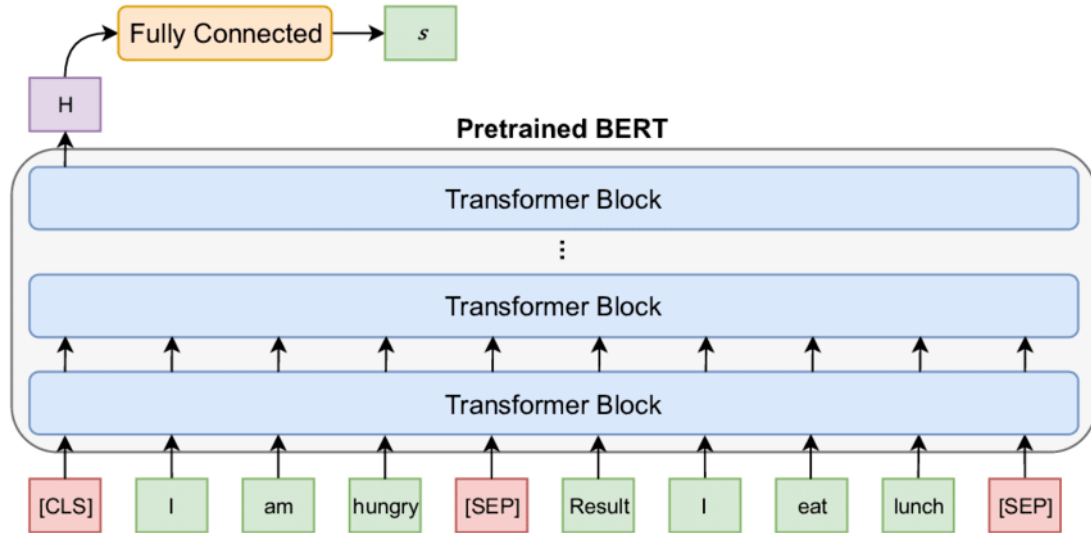 Fully Connected s
H
Pretrained BERT
Transformer Block
...
Transformer Block
Transformer Block
[CLS] I am hungry [SEP] Result I eat lunch [SEP]